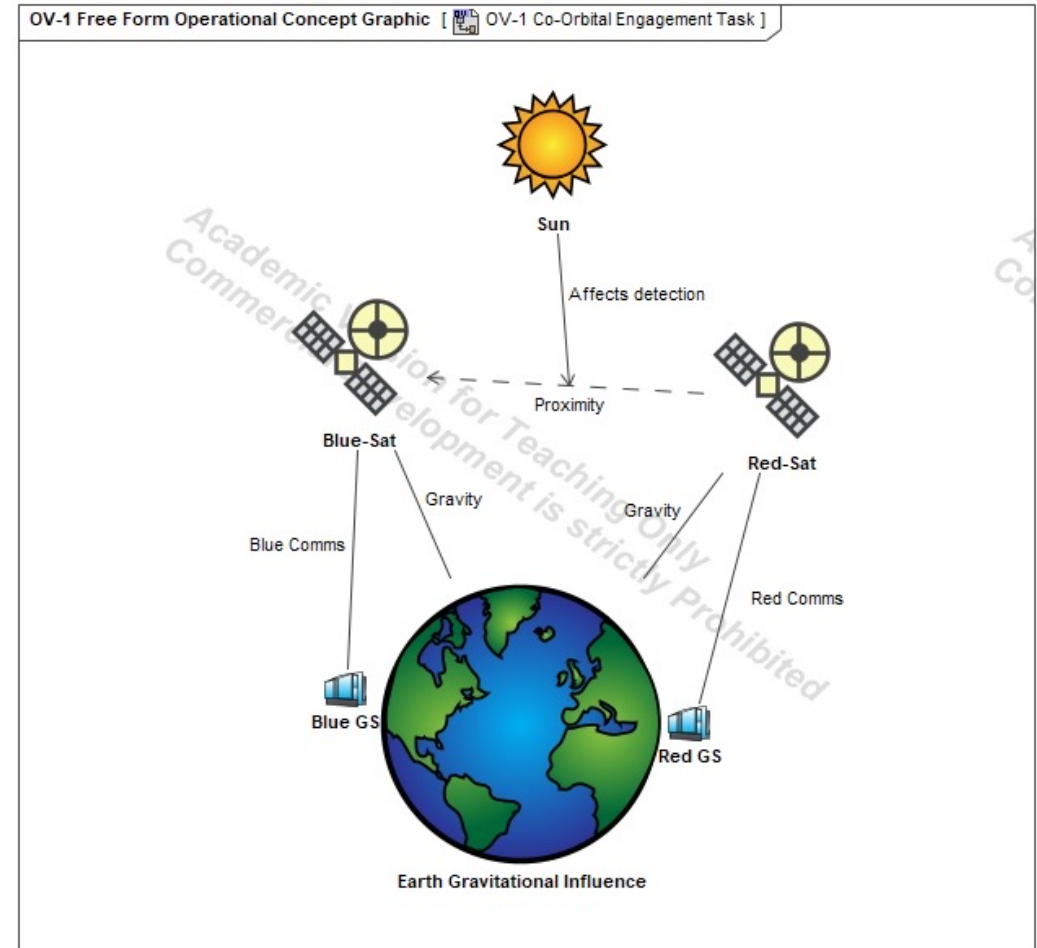 OV-1 Free Form Operational Concept Graphic [ OV-1 Co-Orbital Engagement Task ]
Sun
Affects detection
Proximity
Blue-Sat
Red-Sat
Gravity
Gravity
Blue Comms
Red Comms
Blue GS
Red GS
Earth Gravitational Influence
Academic Version for Teaching Only
Commercial Development is strictly Prohibited
A
Co